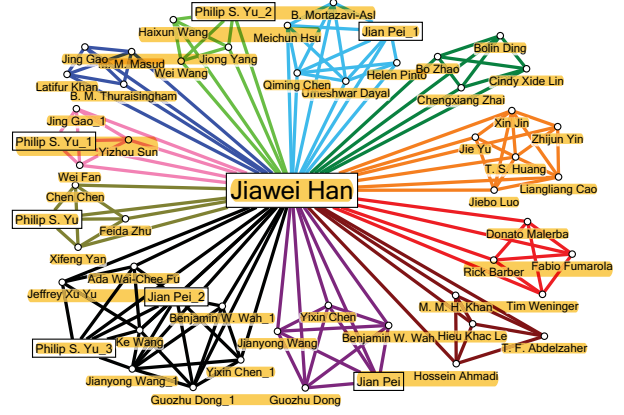 Philip S. Yu_2
B. Mortazavi-Asl
Haixun Wang
Meichun Hsu
Jian Pei_1
Jing Gao
M. M. Masud
Jiong Yang
Bolin Ding
Wei Wang
Bo Zhao
Latifur Khan
Helen Pinto
Cindy Xide Lin
B. M. Thuraisingham
Qiming Chen
Umeshwar Dayal
Chengxiang Zhai
Jing Gao_1
Xin Jin
Philip S. Yu_1
Yizhou Sun
Jie Yu
Zhijun Yin
T. S. Huang
Wei Fan
Chen Chen
Jiawei Han
Liangliang Cao
Jiebo Luo
Philip S. Yu
Feida Zhu
Donato Malerba
Xifeng Yan
Rick Barber
Fabio Fumarola
Ada Wai-Chee Fu
Jeffrey Xu Yu
Jian Pei_2
Tim Weninger
M. M. H. Khan
Benjamin W. Wah_1
Yixin Chen
Ke Wang
Jianyong Wang
Benjamin W. Wah
Hieu Khac Le
Philip S. Yu_3
T. F. Abdelzaher
Yixin Chen_1
Jianyong Wang_1
Jian Pei
Hossein Ahmadi
Guozhu Dong_1
Guozhu Dong